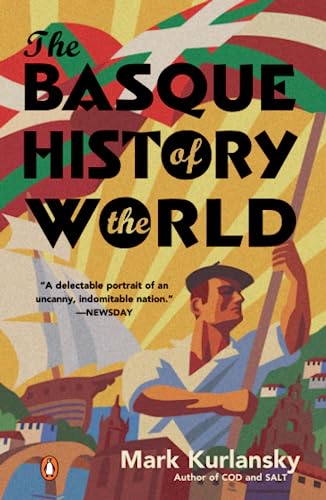 The
BASQUE
HISTORY of
the WORLD
“A delectable portrait of an
uncanny, indomitable nation.”
—NEWSDAY
Mark Kurlansky
Author of COD and SALT